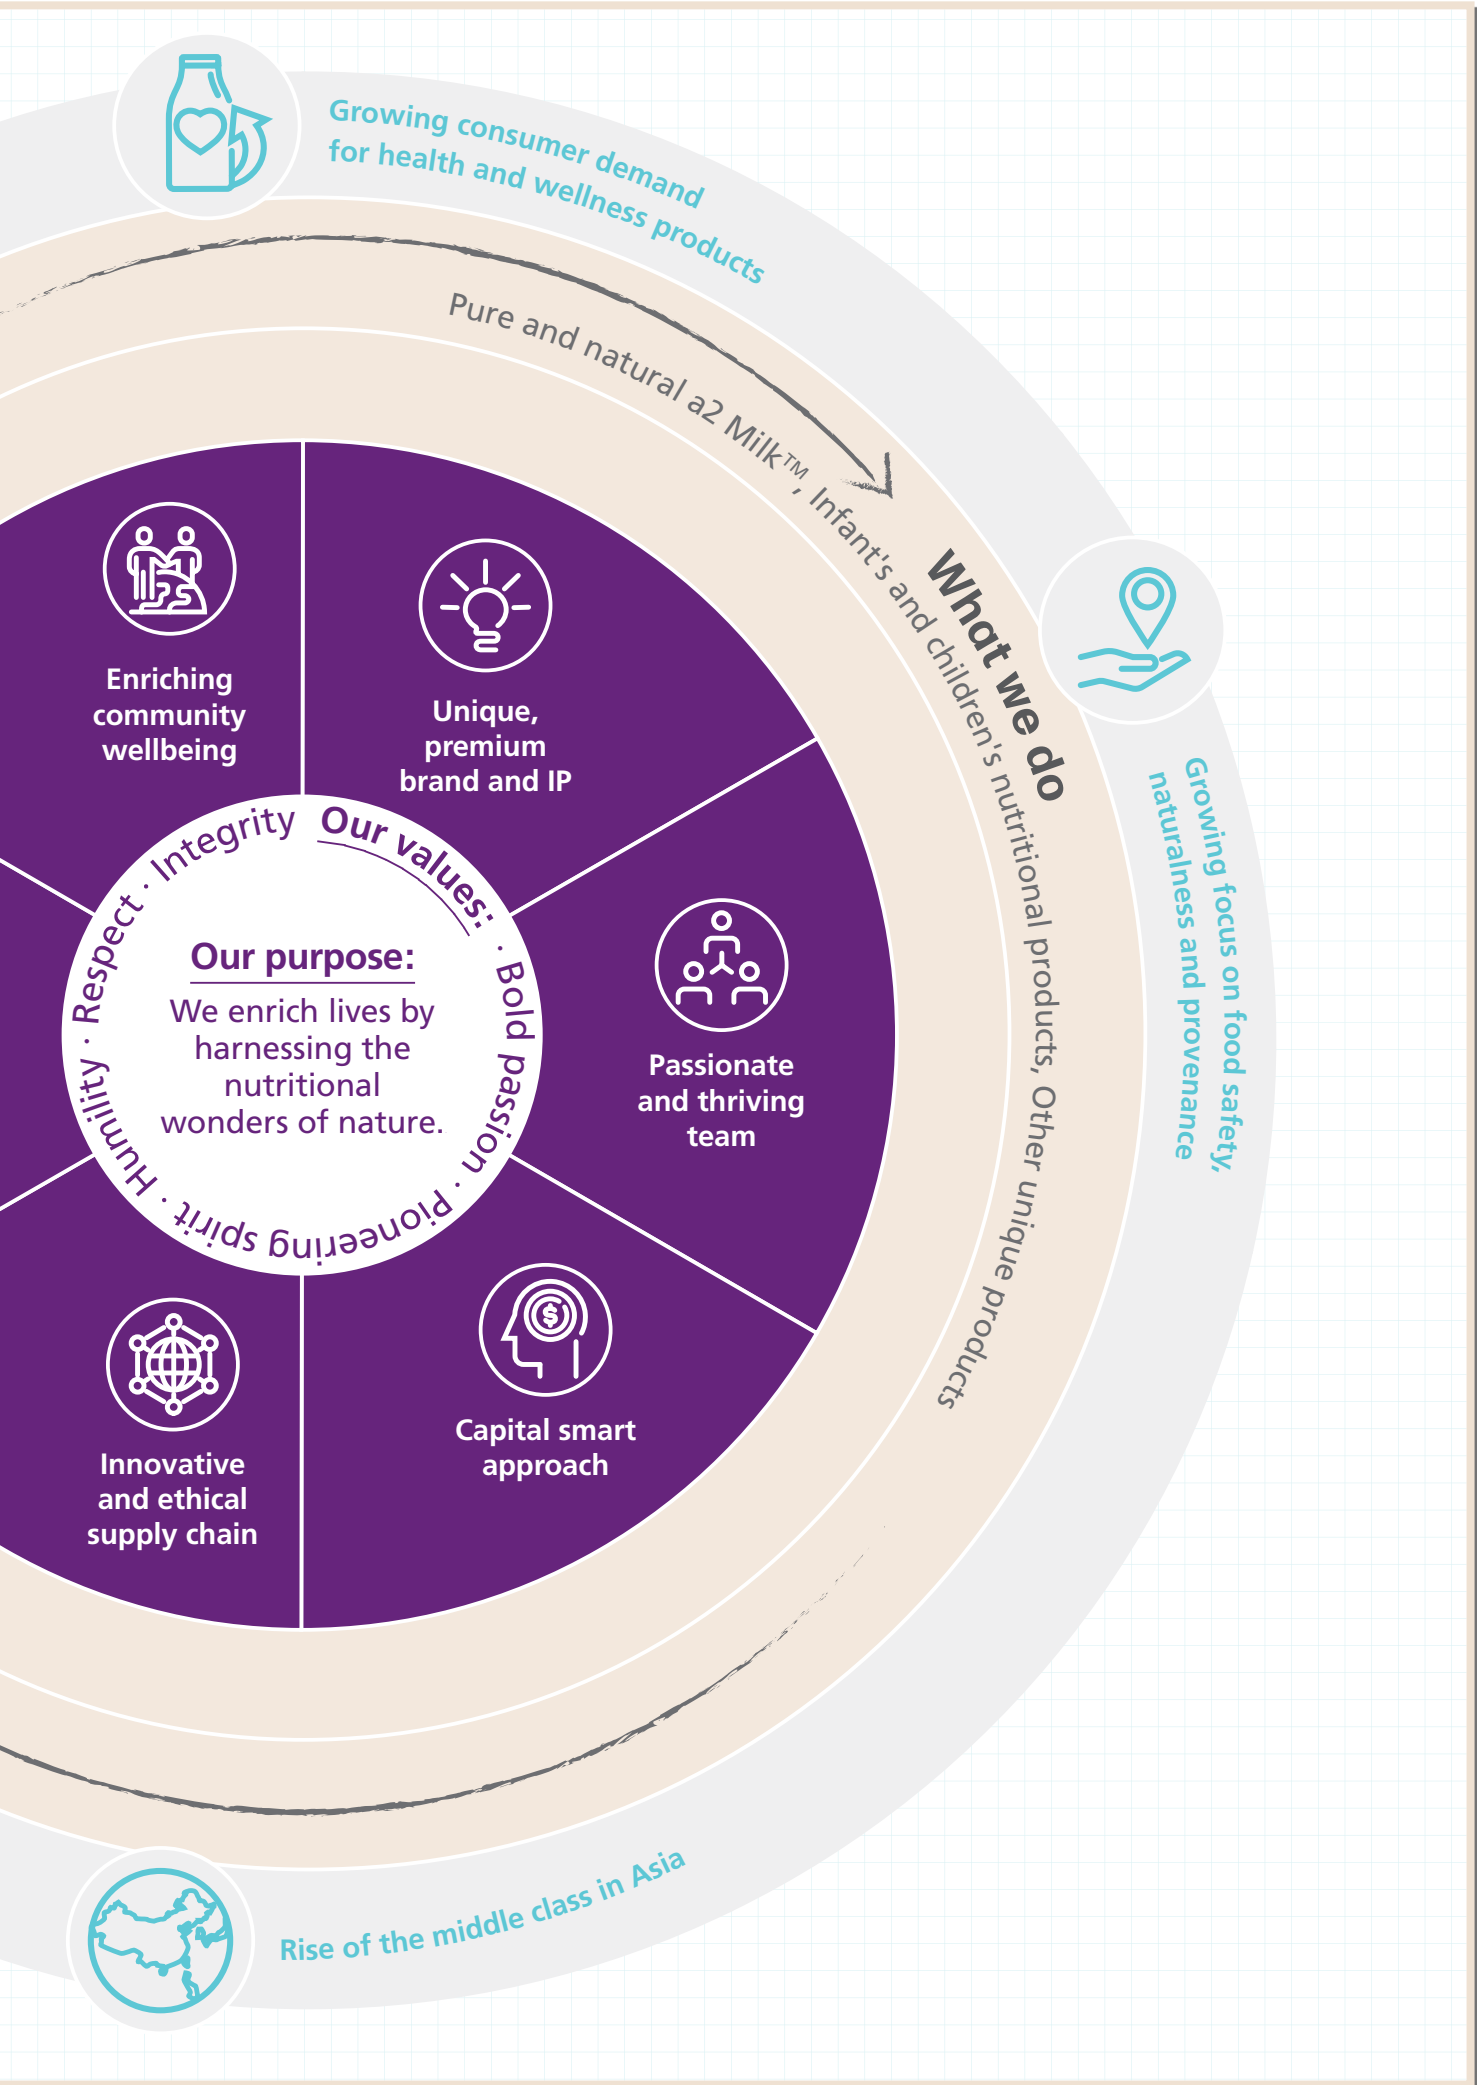 Growing consumer demand
for health and wellness products
Pure and natural a2 Milk™, Infant's and children's nutritional products, Other unique products
What we do
Growing focus on food safety,
naturalness and provenance
Enriching
community
wellbeing
Unique,
premium
brand and IP
Our values: · Bold passion · Pioneering spirit · Humility · Respect · Integrity
Our purpose:
We enrich lives by
harnessing the
nutritional
wonders of nature.
Passionate
and thriving
team
$
Capital smart
approach
Innovative
and ethical
supply chain
Rise of the middle class in Asia